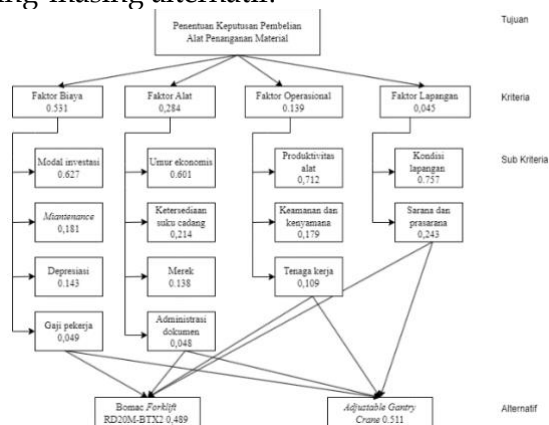 ing-masing alternatif.
Penentuan Keputusan Pembelian
Alat Penanganan Material
Tujuan
Faktor Biaya
0.531
Faktor Alat
0,284
Faktor Operasional
0.139
Faktor Lapangan
0,045
Kriteria
Modal investasi
0.627
Umur ekonomis
0.601
Produktivitas
alat
0,712
Kondisi
lapangan
0.757
Sub Kriteria
Miantenance
0,181
Ketersediaan
suku cadang
0,214
Keamanan dan
kenyamana
0,179
Sarana dan
prasarana
0,243
Depresiasi
0.143
Merek
0.138
Tenaga kerja
0,109
Gaji pekerja
0,049
Administrasi
dokumen
0,048
Bomac Forklift
RD20M-BTX2 0,489
Adjustable Gantry
Crane 0.511
Alternatif